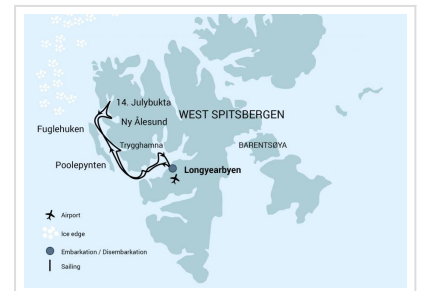 14. Julybukta
Ny Ålesund
WEST SPITSBERGEN
Fuglehuken
Trygghamna
BARENTSØYA
Poolepynten
Longyearbyen
Airport
Ice edge
Embarkation / Disembarkation
Sailing